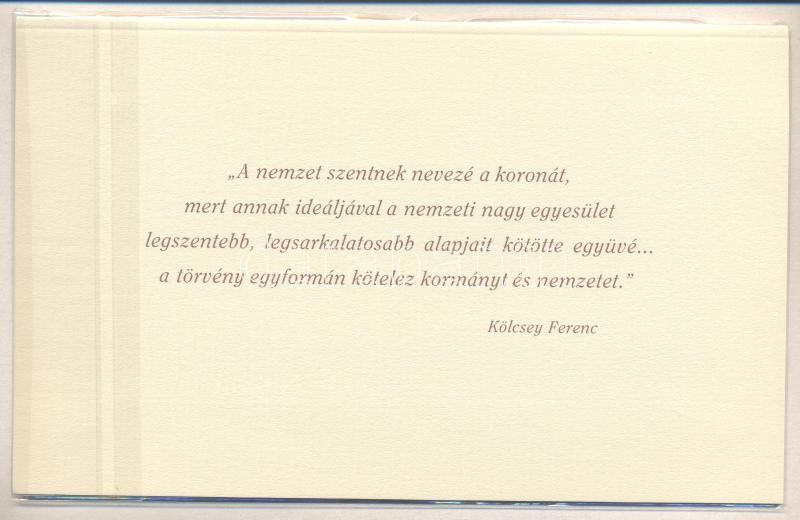 „A nemzet szentnek nevezé a koronát,
mert annak ideáljával a nemzeti nagy egyesület
legszentebb, legsarkalatosabb alapjait kötötte együvé...
a törvény egyformán kötelez kormányt és nemzetet.”
Kölcsey Ferenc